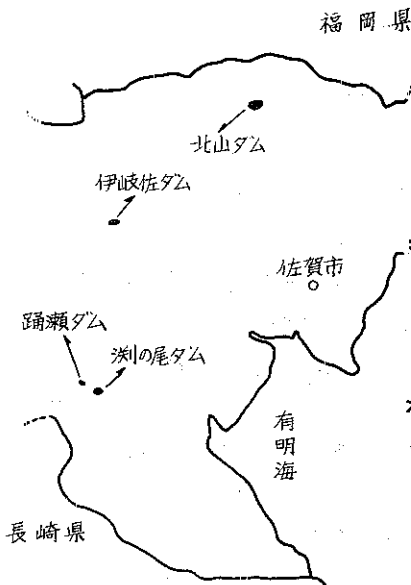 福岡県
北山ダム
伊岐佐ダム
佐賀市
踊瀬ダム
渕の尾ダム
有明海
長崎県